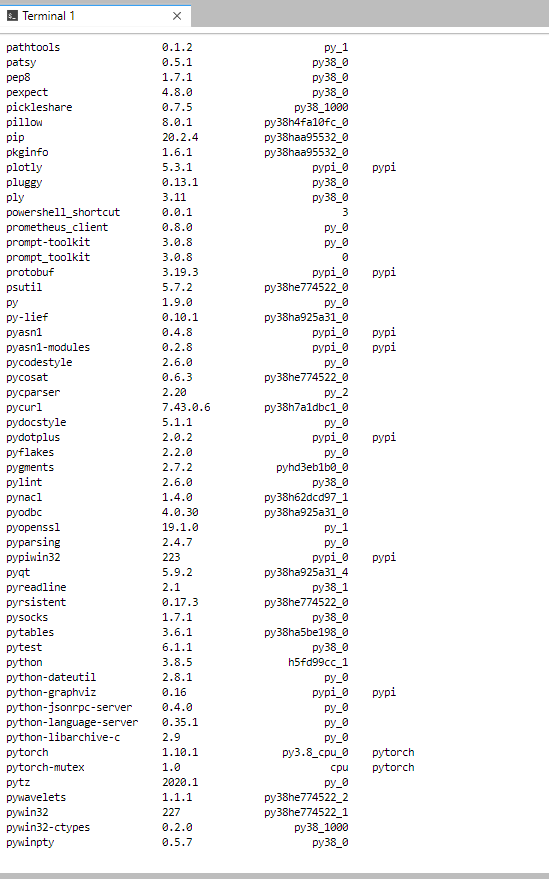 Terminal 1
pathtools 0.1.2 py_1
patsy 0.5.1 py38_0
pep8 1.7.1 py38_0
pexpect 4.8.0 py38_0
pickleshare 0.7.5 py38_1000
pillow 8.0.1 py38h4fa10fc_0
pip 20.2.4 py38haa95532_0
pkginfo 1.6.1 py38haa95532_0
plotly 5.3.1 pypi_0 pypi
pluggy 0.13.1 py38_0
ply 3.11 py38_0
powershell_shortcut 0.0.1 3
prometheus_client 0.8.0 py_0
prompt-toolkit 3.0.8 py_0
prompt_toolkit 3.0.8 0
protobuf 3.19.3 pypi_0 pypi
psutil 5.7.2 py38he774522_0
py 1.9.0 py_0
py-lief 0.10.1 py38ha925a31_0
pyasn1 0.4.8 pypi_0 pypi
pyasn1-modules 0.2.8 pypi_0 pypi
pycodestyle 2.6.0 py_0
pycosat 0.6.3 py38he774522_0
pycparser 2.20 py_2
pycurl 7.43.0.6 py38h7a1dbc1_0
pydocstyle 5.1.1 py_0
pydotplus 2.0.2 pypi_0 pypi
pyflakes 2.2.0 py_0
pygments 2.7.2 pyhd3eb1b0_0
pylint 2.6.0 py38_0
pynacl 1.4.0 py38h62dcd97_1
pyodbc 4.0.30 py38ha925a31_0
pyopenssl 19.1.0 py_1
pyparsing 2.4.7 py_0
pypiwin32 223 pypi_0 pypi
pyqt 5.9.2 py38ha925a31_4
pyreadline 2.1 py38_1
pyrsistent 0.17.3 py38he774522_0
pysocks 1.7.1 py38_0
pytables 3.6.1 py38ha5be198_0
pytest 6.1.1 py38_0
python 3.8.5 h5fd99cc_1
python-dateutil 2.8.1 py_0
python-graphviz 0.16 pypi_0 pypi
python-jsonrpc-server 0.4.0 py_0
python-language-server 0.35.1 py_0
python-libarchive-c 2.9 py_0
pytorch 1.10.1 py3.8_cpu_0 pytorch
pytorch-mutex 1.0 cpu pytorch
pytz 2020.1 py_0
pywavelets 1.1.1 py38he774522_2
pywin32 227 py38he774522_1
pywin32-ctypes 0.2.0 py38_1000
pywinpty 0.5.7 py38_0